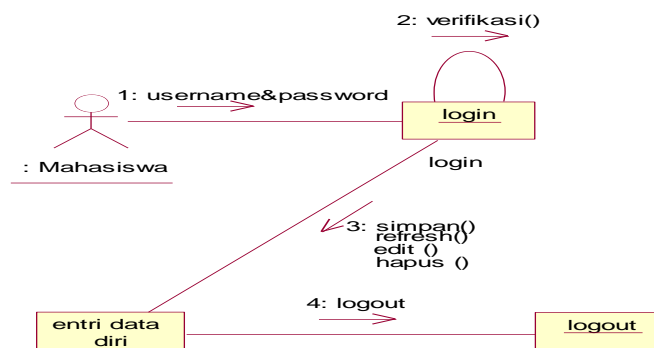 2: verifikasi()
1: username&password
login
: Mahasiswa
login
3: simpan()
refresh()
edit ()
hapus ()
4: logout
entri data
diri
logout